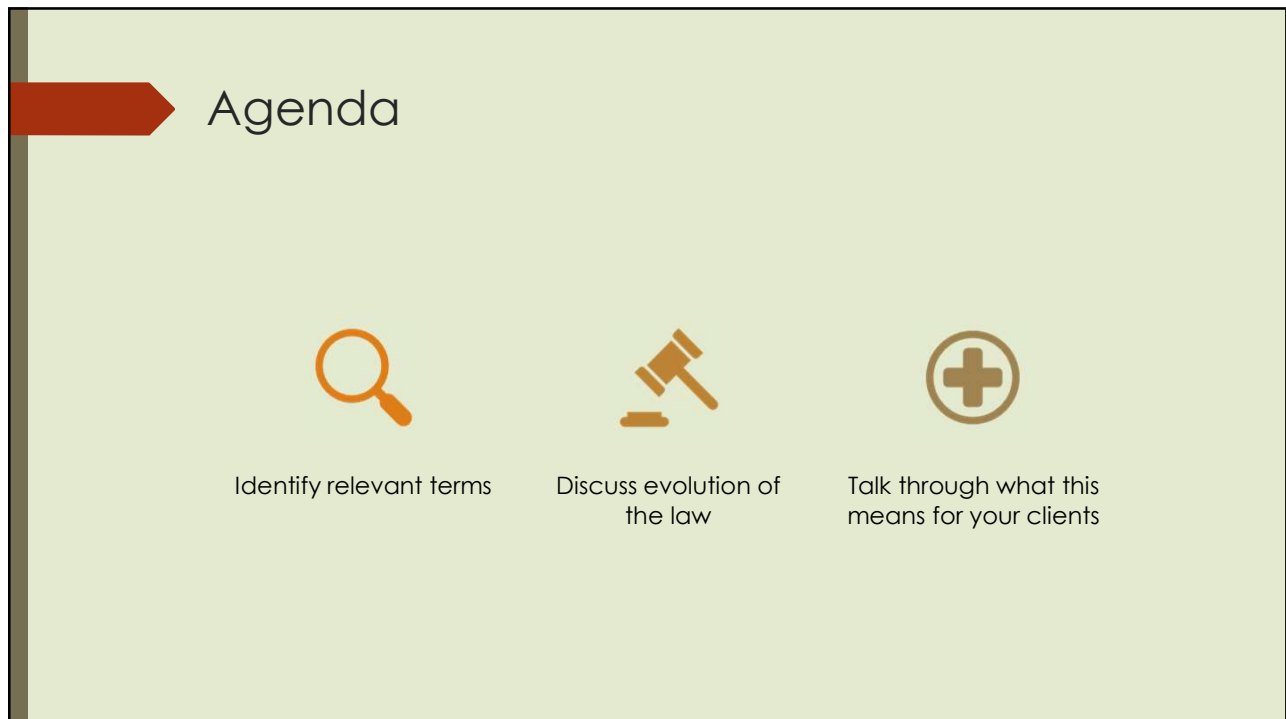 Agenda
Identify relevant terms
Discuss evolution of
the law
Talk through what this
means for your clients